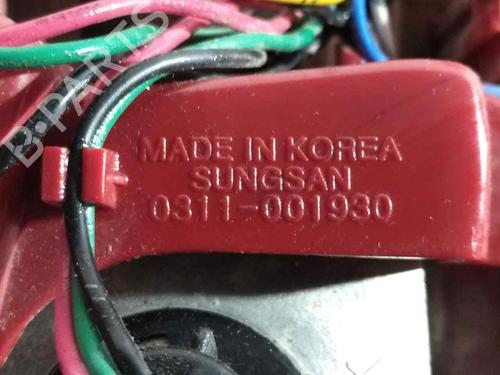 MADE IN KOREA
SUNGSAN
0311-001930
B-PARTS